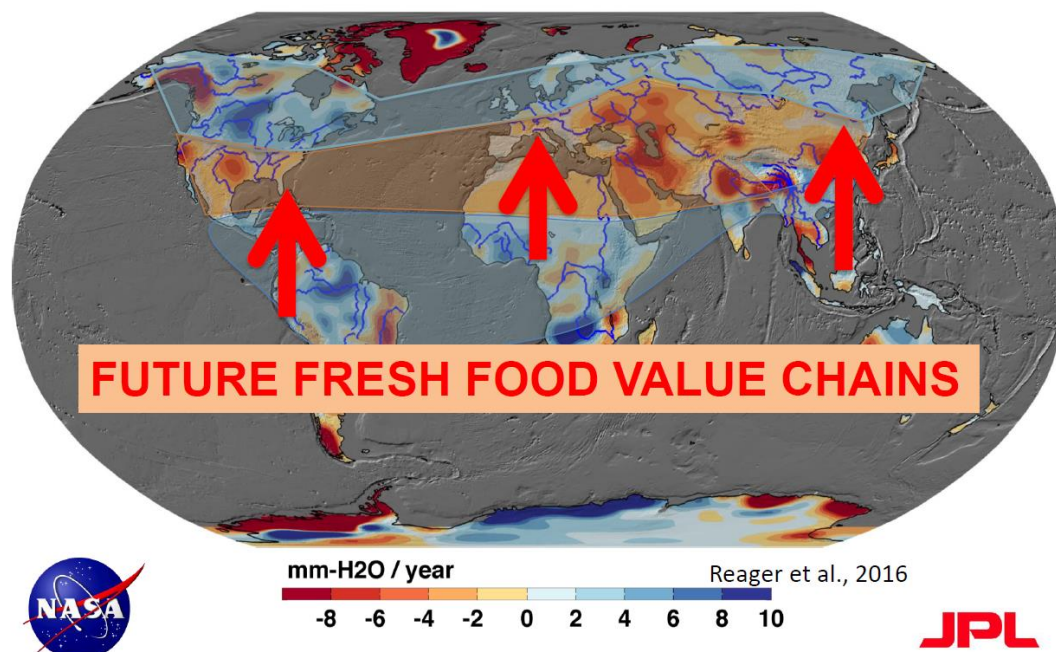 FUTURE FRESH FOOD VALUE CHAINS
mm-H2O / year
Reager et al., 2016
-8 -6 -4 -2 0 2 4 6 8 10
NASA
JPL